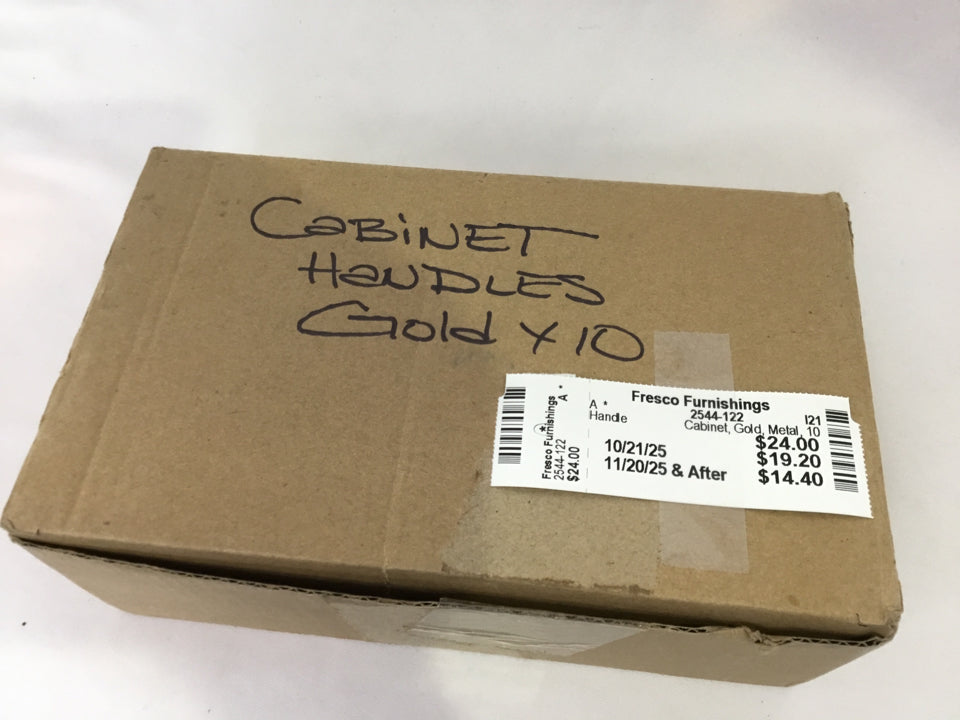 CaBiNET
HaNDLES
Gold x 10
Fresco Furnishings
2544-122
$24.00
A *
A *
Handle
Fresco Furnishings
2544-122
I21
Cabinet, Gold, Metal, 10
$24.00
10/21/25 $19.20
11/20/25 & After $14.40